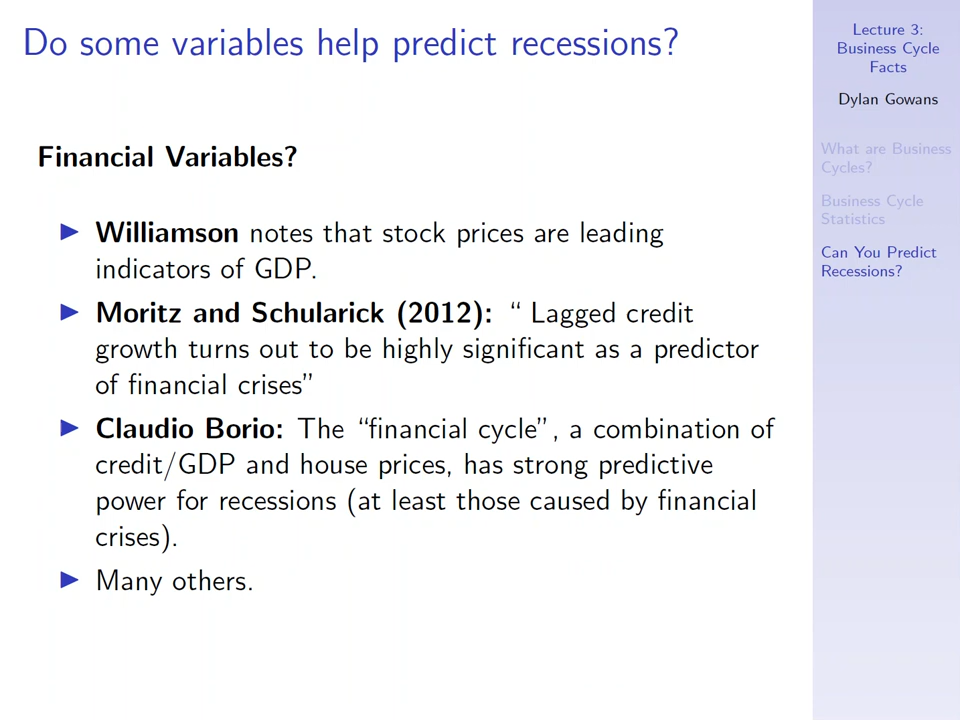 Do some variables help predict recessions?
Financial Variables?
▶ Williamson notes that stock prices are leading
indicators of GDP.
▶ Moritz and Schularick (2012): “ Lagged credit
growth turns out to be highly significant as a predictor
of financial crises”
▶ Claudio Borio: The “financial cycle”, a combination of
credit/GDP and house prices, has strong predictive
power for recessions (at least those caused by financial
crises).
▶ Many others.
Lecture 3:
Business Cycle
Facts
Dylan Gowans
What are Business
Cycles?
Business Cycle
Statistics
Can You Predict
Recessions?